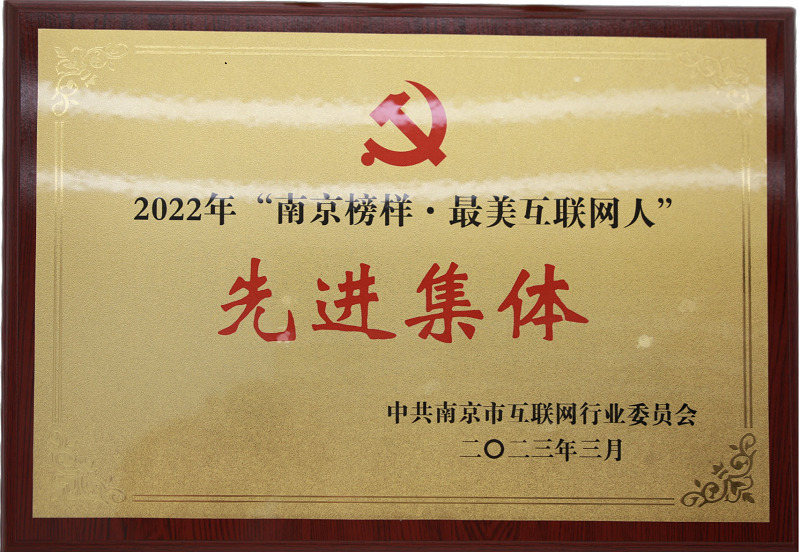 2022年“南京榜样·最美互联网人”
先进集体
中共南京市互联网行业委员会
二〇二三年三月